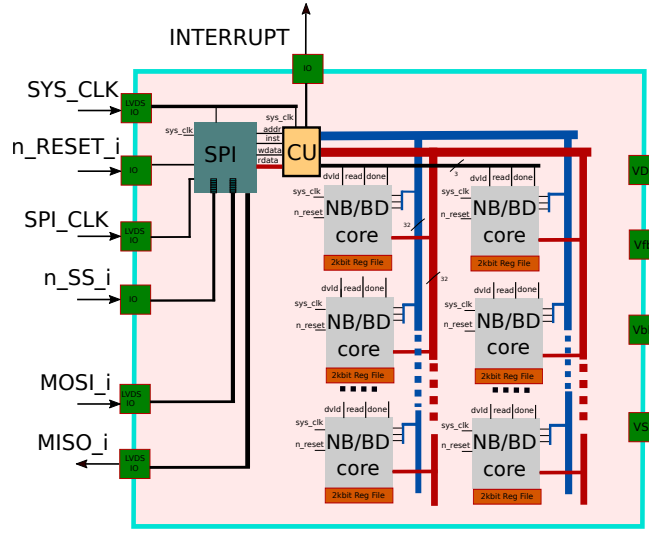 INTERRUPT
IO
SYS_CLK
LVDS
IO
sys_clk
sys_clk
addr
inst
wdata
rdata
SPI
CU
n_RESET_i
IO
SPI_CLK
LVDS
IO
n_SS_i
IO
MOSI_i
LVDS
IO
MISO_i
LVDS
IO
3
dvld read done
sys_clk
n_reset
NB/BD
core
2kbit Reg File
32
32
dvld read done
sys_clk
n_reset
NB/BD
core
2kbit Reg File
dvld read done
sys_clk
n_reset
NB/BD
core
2kbit Reg File
dvld read done
sys_clk
n_reset
NB/BD
core
2kbit Reg File
dvld read done
sys_clk
n_reset
NB/BD
core
2kbit Reg File
dvld read done
sys_clk
n_reset
NB/BD
core
2kbit Reg File